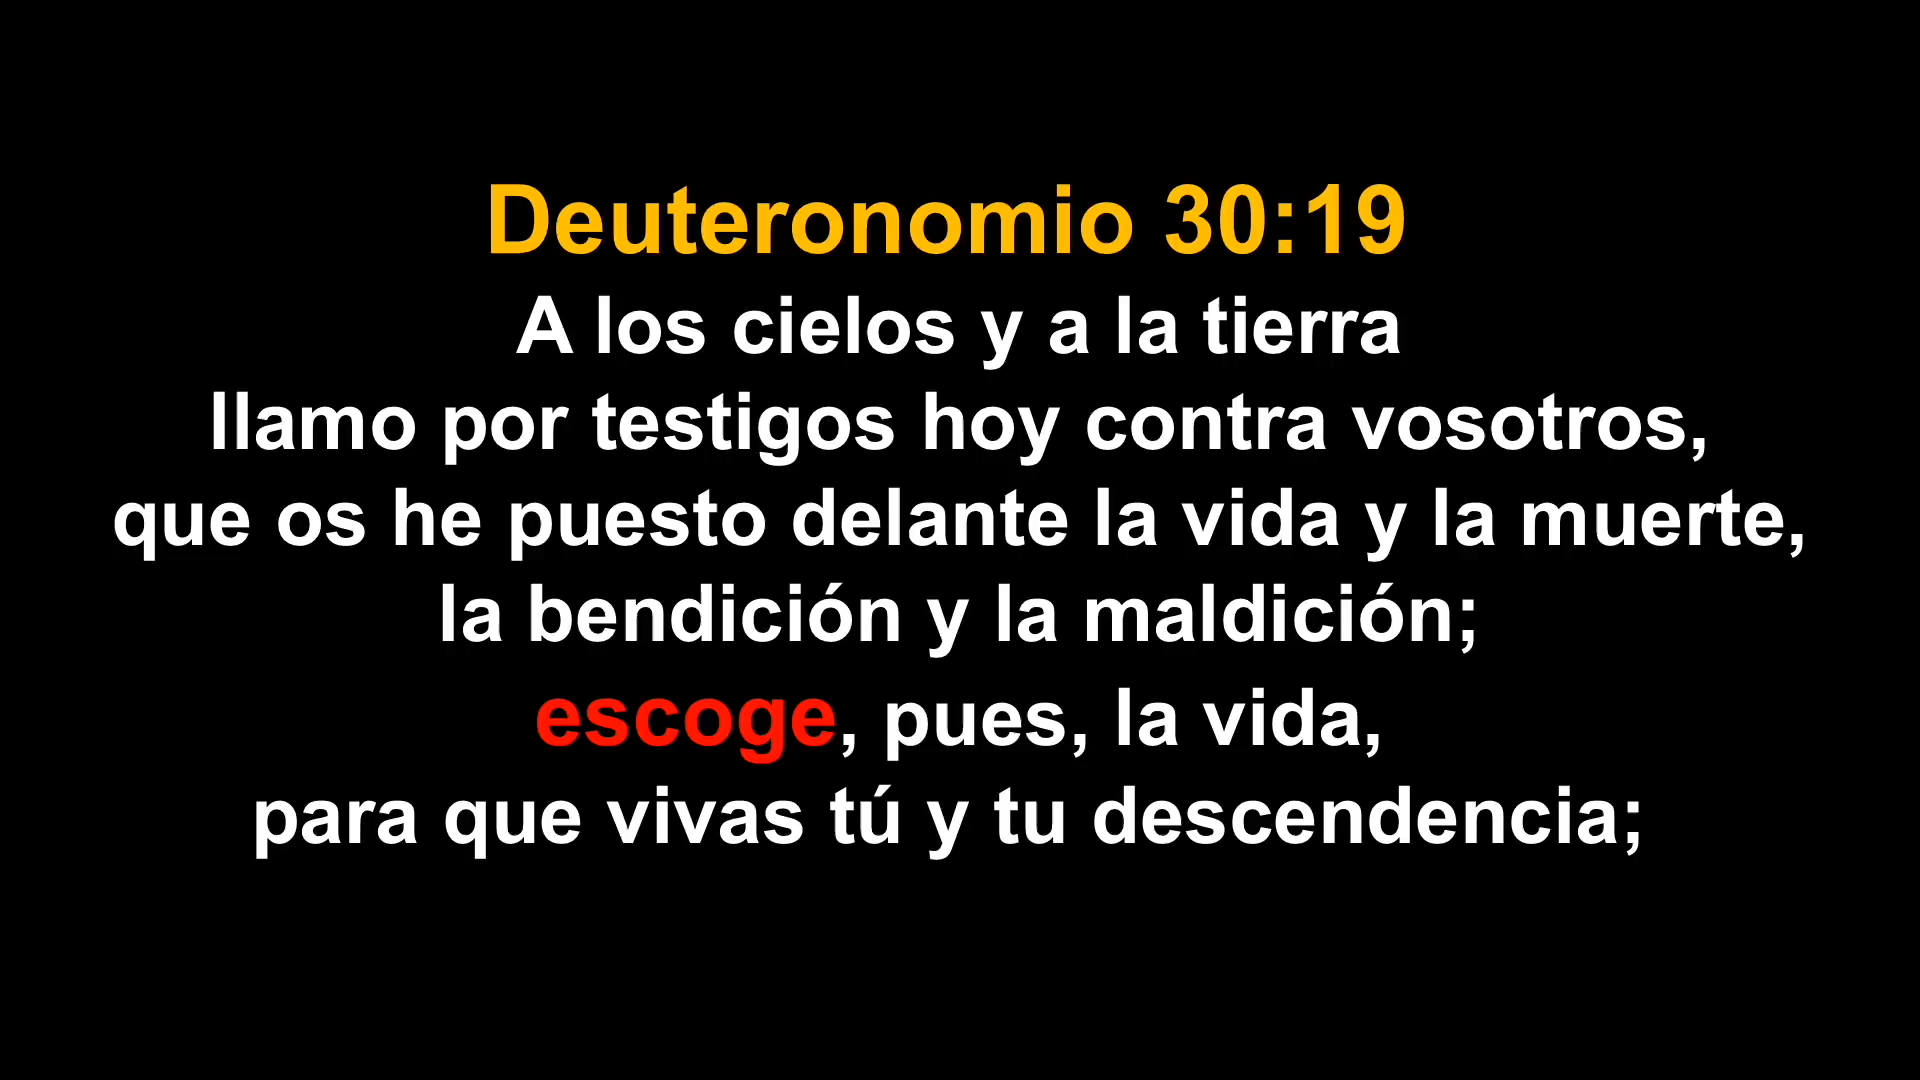 Deuteronomio 30:19
A los cielos y a la tierra
llamo por testigos hoy contra vosotros,
que os he puesto delante la vida y la muerte,
la bendición y la maldición;
escoge, pues, la vida,
para que vivas tú y tu descendencia;